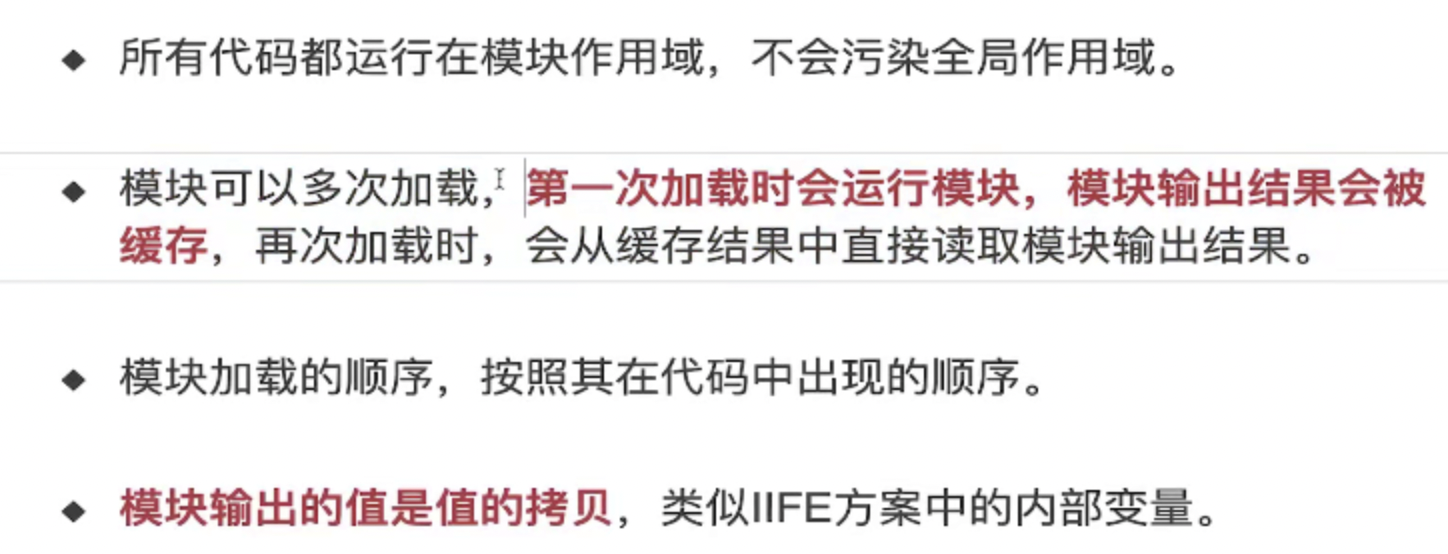 ◆ 所有代码都运行在模块作用域，不会污染全局作用域。
◆ 模块可以多次加载，第一次加载时会运行模块，模块输出结果会被
缓存，再次加载时，会从缓存结果中直接读取模块输出结果。
◆ 模块加载的顺序，按照其在代码中出现的顺序。
◆ 模块输出的值是值的拷贝，类似IIFE方案中的内部变量。